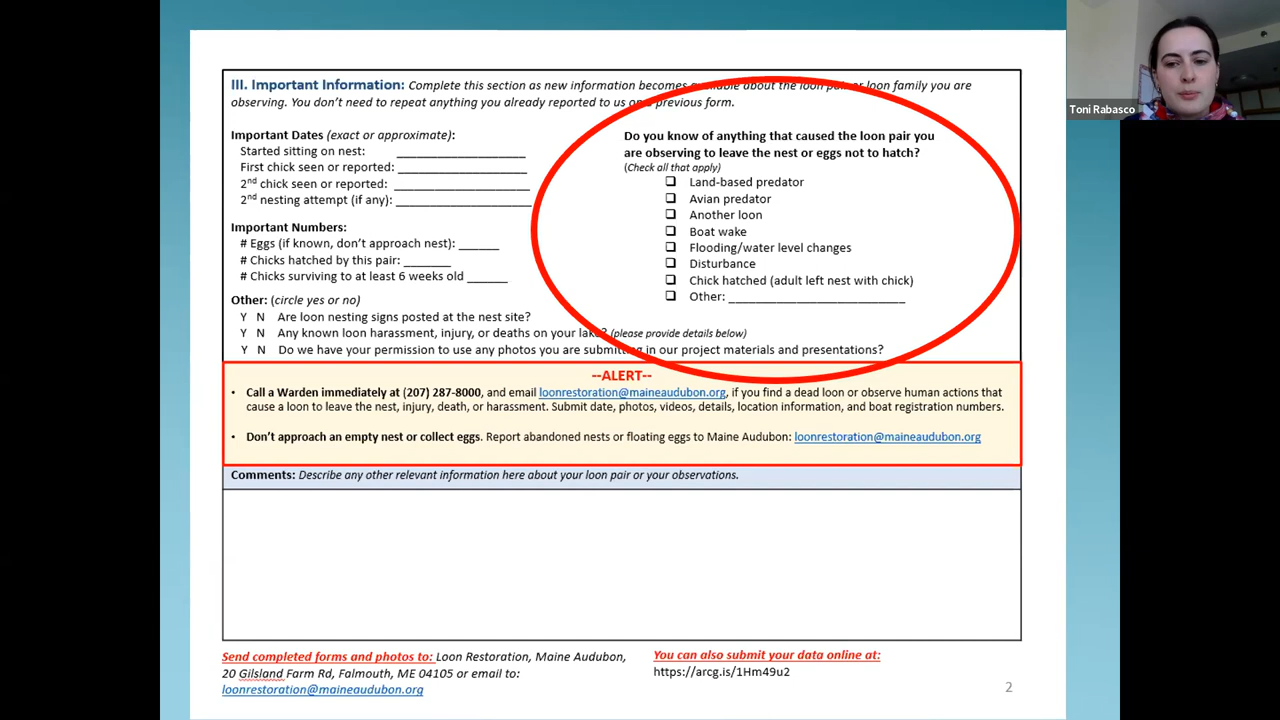 III. Important Information: Complete this section as new information becomes available about the loon pair or loon family you are
observing. You don't need to repeat anything you already reported to us on a previous form.
Important Dates (exact or approximate):
Started sitting on nest: ___________________
First chick seen or reported: ___________________
2nd chick seen or reported: ____________________
2nd nesting attempt (if any): ____________________
Important Numbers:
# Eggs (if known, don't approach nest): ______
# Chicks hatched by this pair: _______
# Chicks surviving to at least 6 weeks old ______
Do you know of anything that caused the loon pair you
are observing to leave the nest or eggs not to hatch?
(Check all that apply)
❑ Land-based predator
❑ Avian predator
❑ Another loon
❑ Boat wake
❑ Flooding/water level changes
❑ Disturbance
❑ Chick hatched (adult left nest with chick)
❑ Other: __________________________
Other: (circle yes or no)
Y N Are loon nesting signs posted at the nest site?
Y N Any known loon harassment, injury, or deaths on your lake? (please provide details below)
Y N Do we have your permission to use any photos you are submitting in our project materials and presentations?
--ALERT--
• Call a Warden immediately at (207) 287-8000, and email loonrestoration@maineaudubon.org, if you find a dead loon or observe human actions that
cause a loon to leave the nest, injury, death, or harassment. Submit date, photos, videos, details, location information, and boat registration numbers.
• Don't approach an empty nest or collect eggs. Report abandoned nests or floating eggs to Maine Audubon: loonrestoration@maineaudubon.org
Comments: Describe any other relevant information here about your loon pair or your observations.
Send completed forms and photos to: Loon Restoration, Maine Audubon,
20 Gilsland Farm Rd, Falmouth, ME 04105 or email to:
loonrestoration@maineaudubon.org
You can also submit your data online at:
https://arcg.is/1Hm49u2
2
Toni Rabasco